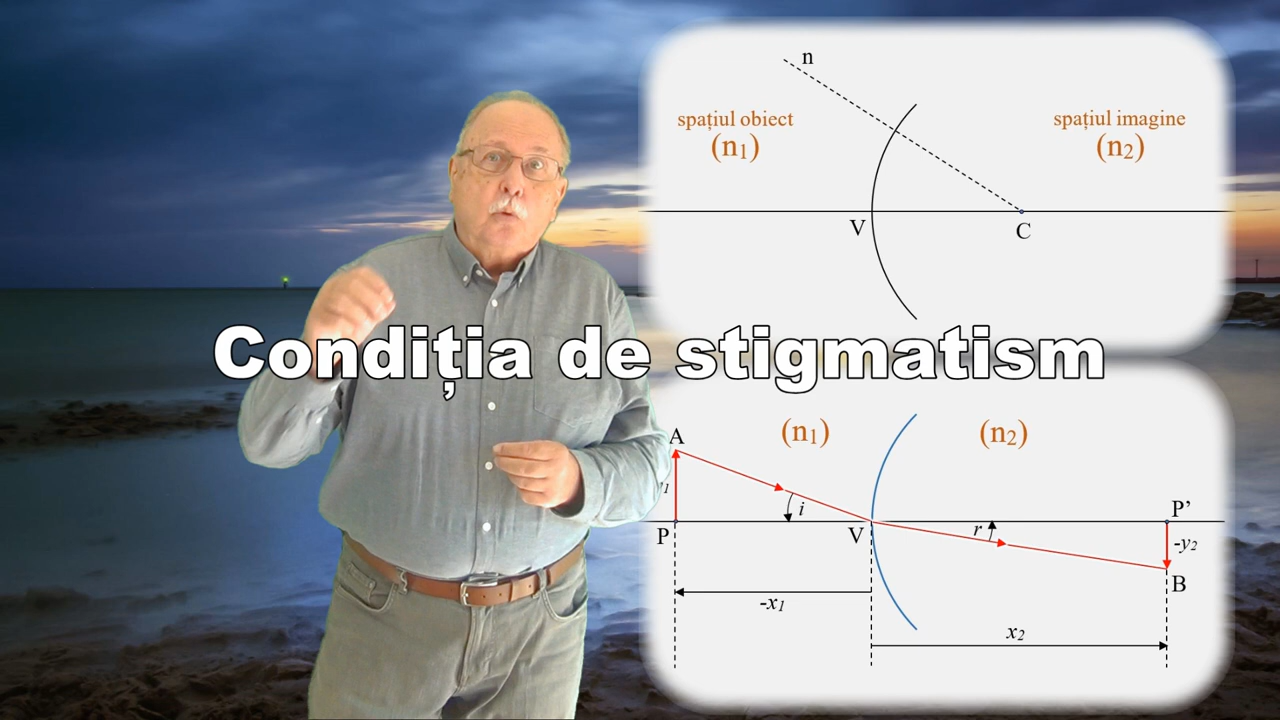 n
spațiul obiect
(n₁)
spațiul imagine
(n₂)
V
C
Condiția de stigmatism
A
(n₁)
(n₂)
i
P
V
r
P'
-y₂
B
-x₁
x₂